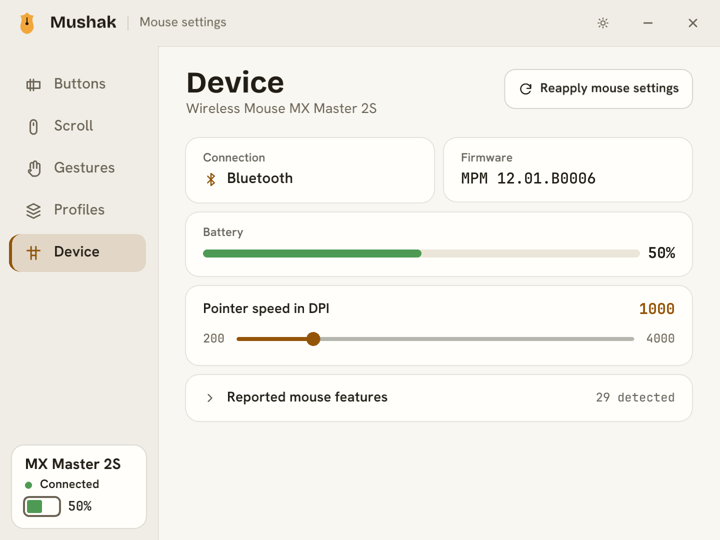 Mushak
Mouse settings
Buttons
Scroll
Gestures
Profiles
Device
MX Master 2S
Connected
50%
Device
Wireless Mouse MX Master 2S
Reapply mouse settings
Connection
Bluetooth
Firmware
MPM 12.01.B0006
Battery
50%
Pointer speed in DPI
1000
200
4000
Reported mouse features
29 detected